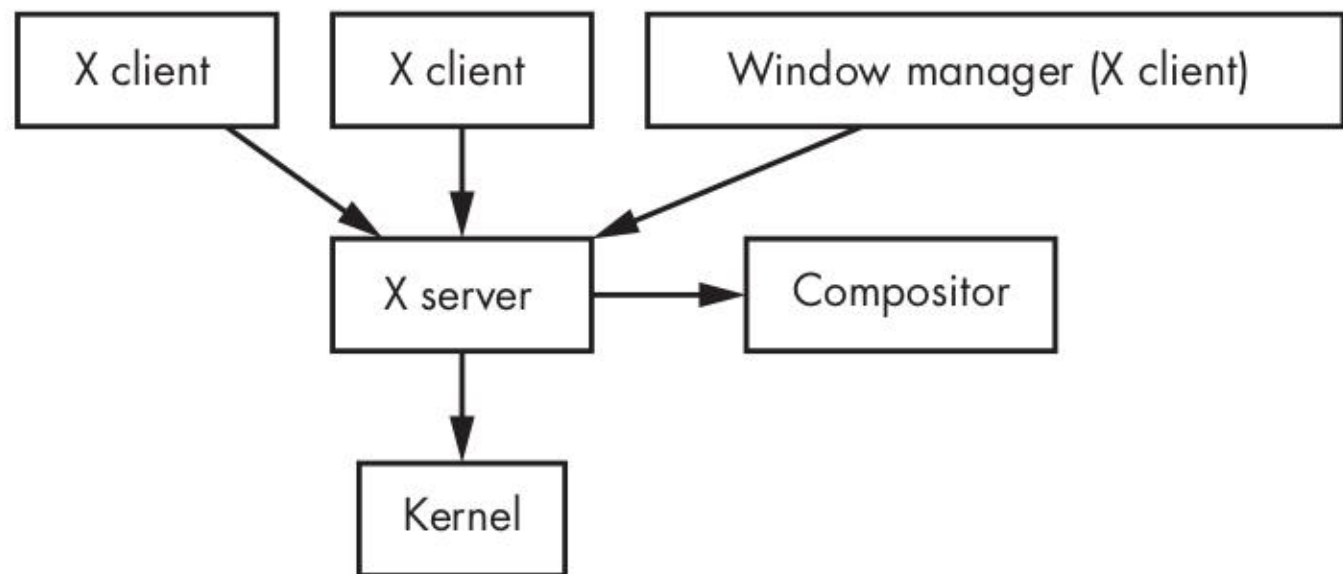 X client
X client
Window manager (X client)
X server
Compositor
Kernel